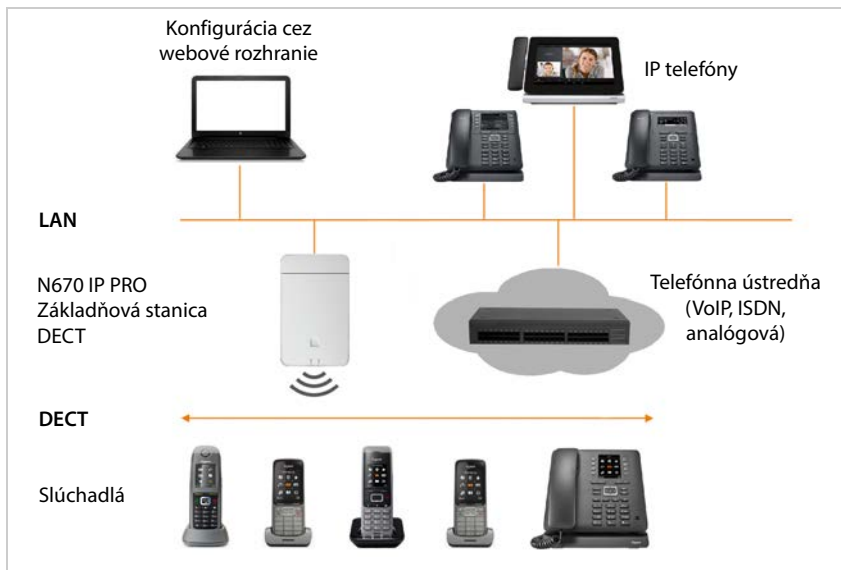 Konfigurácia cez
webové rozhranie
IP telefóny
LAN
N670 IP PRO
Základňová stanica
DECT
Telefónna ústredňa
(VoIP, ISDN,
analógová)
DECT
Slúchadlá